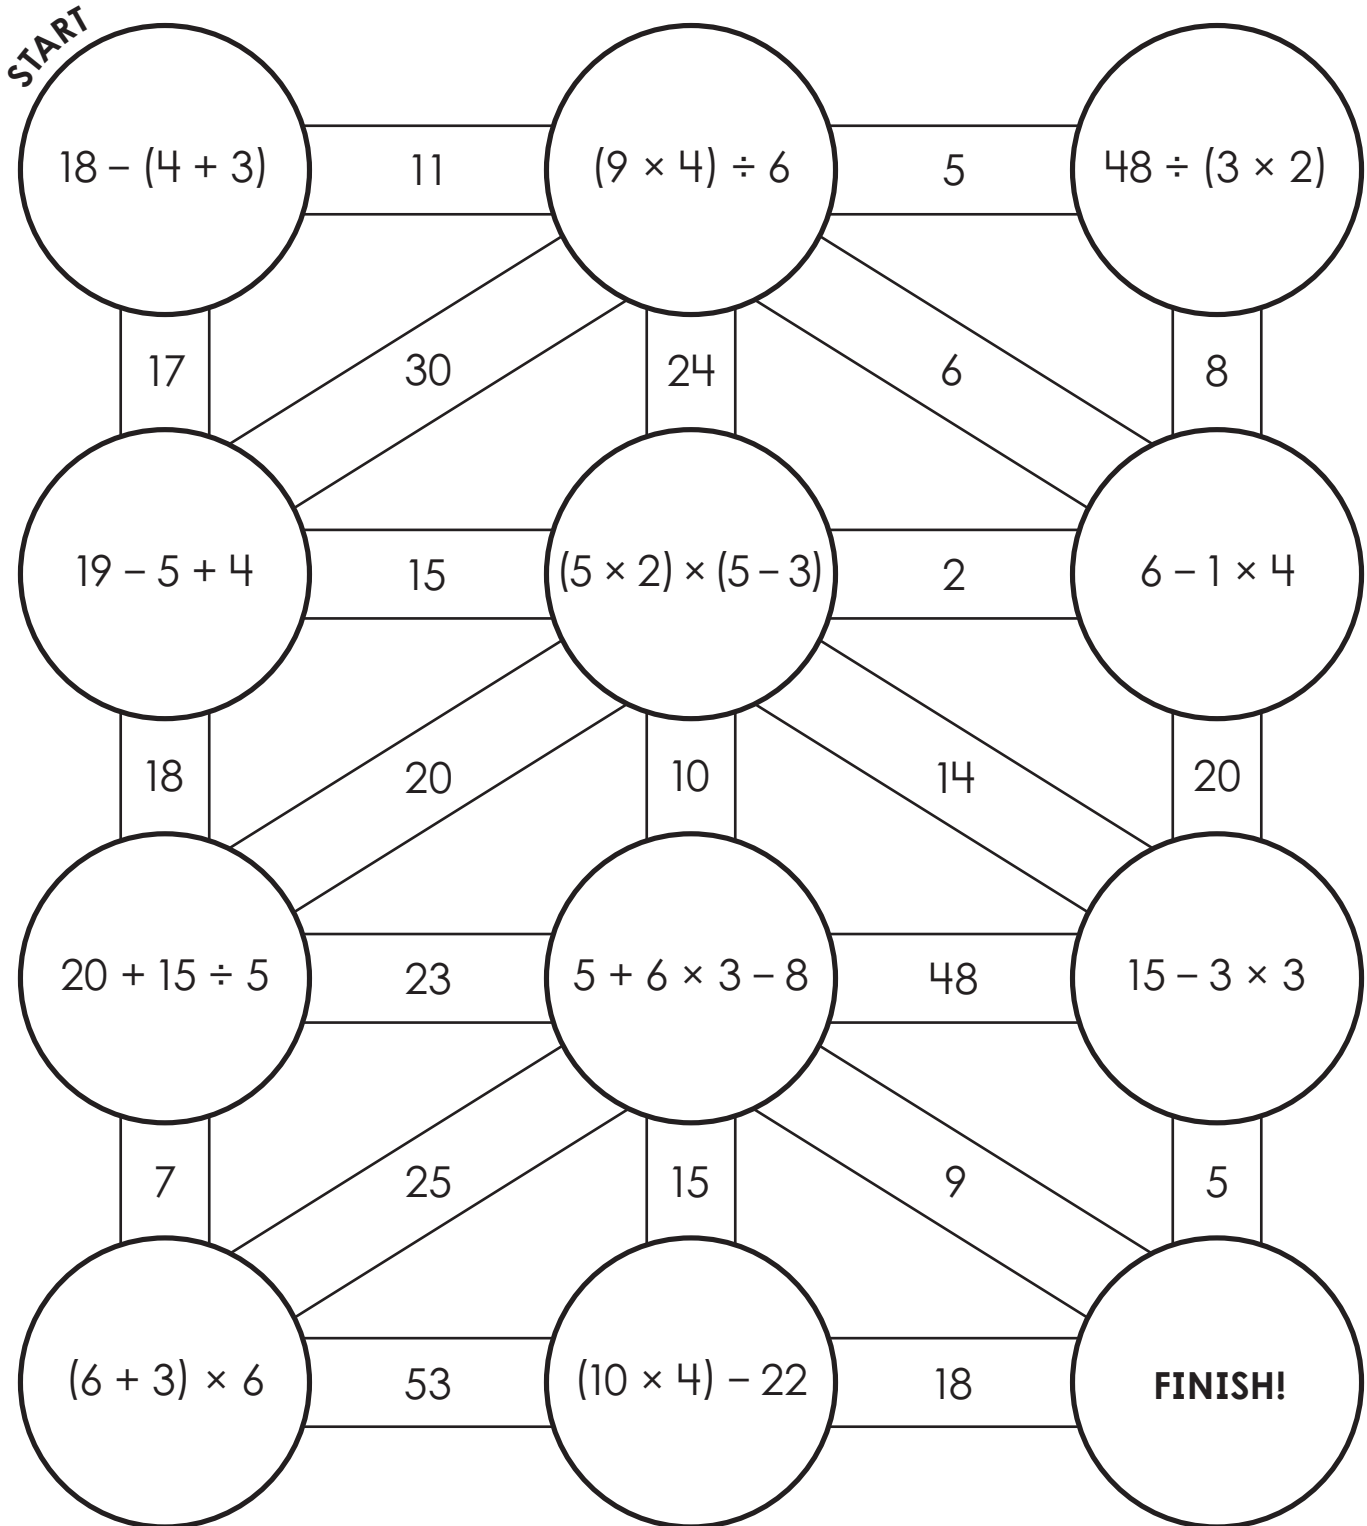 START
18 – (4 + 3)
11
(9 × 4) ÷ 6
5
48 ÷ (3 × 2)
17
30
24
6
8
19 – 5 + 4
15
(5 × 2) × (5 – 3)
2
6 – 1 × 4
18
20
10
14
20
20 + 15 ÷ 5
23
5 + 6 × 3 – 8
48
15 – 3 × 3
7
25
15
9
5
(6 + 3) × 6
53
(10 × 4) – 22
18
FINISH!